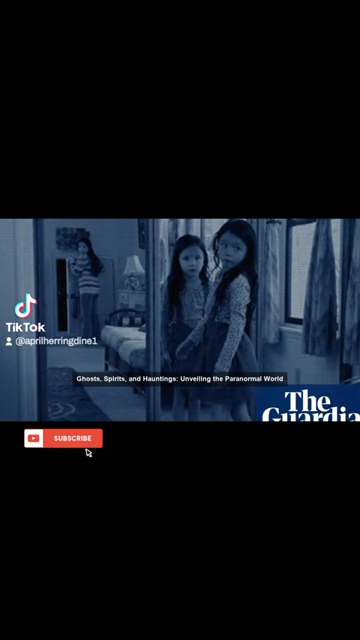 TikTok
@aprilherringdine1
Ghosts, Spirits, and Hauntings: Unveiling the Paranormal World
The
Guardia
SUBSCRIBE